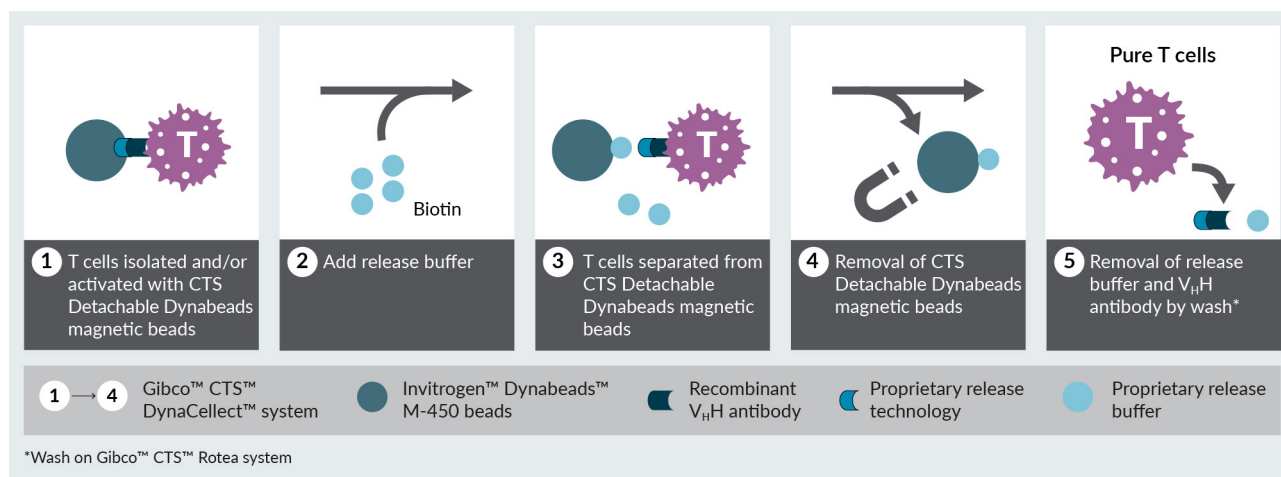 Pure T cells
T
Biotin
T
T
1 T cells isolated and/or
activated with CTS
Detachable Dynabeads
magnetic beads
2 Add release buffer
3 T cells separated from
CTS Detachable
Dynabeads magnetic
beads
4 Removal of CTS
Detachable Dynabeads
magnetic beads
5 Removal of release
buffer and VHH
antibody by wash*
1 → 4 Gibco™ CTS™
DynaCellect™ system
Invitrogen™ Dynabeads™
M-450 beads
Recombinant
VHH antibody
Proprietary release
technology
Proprietary release
buffer
*Wash on Gibco™ CTS™ Rotea system